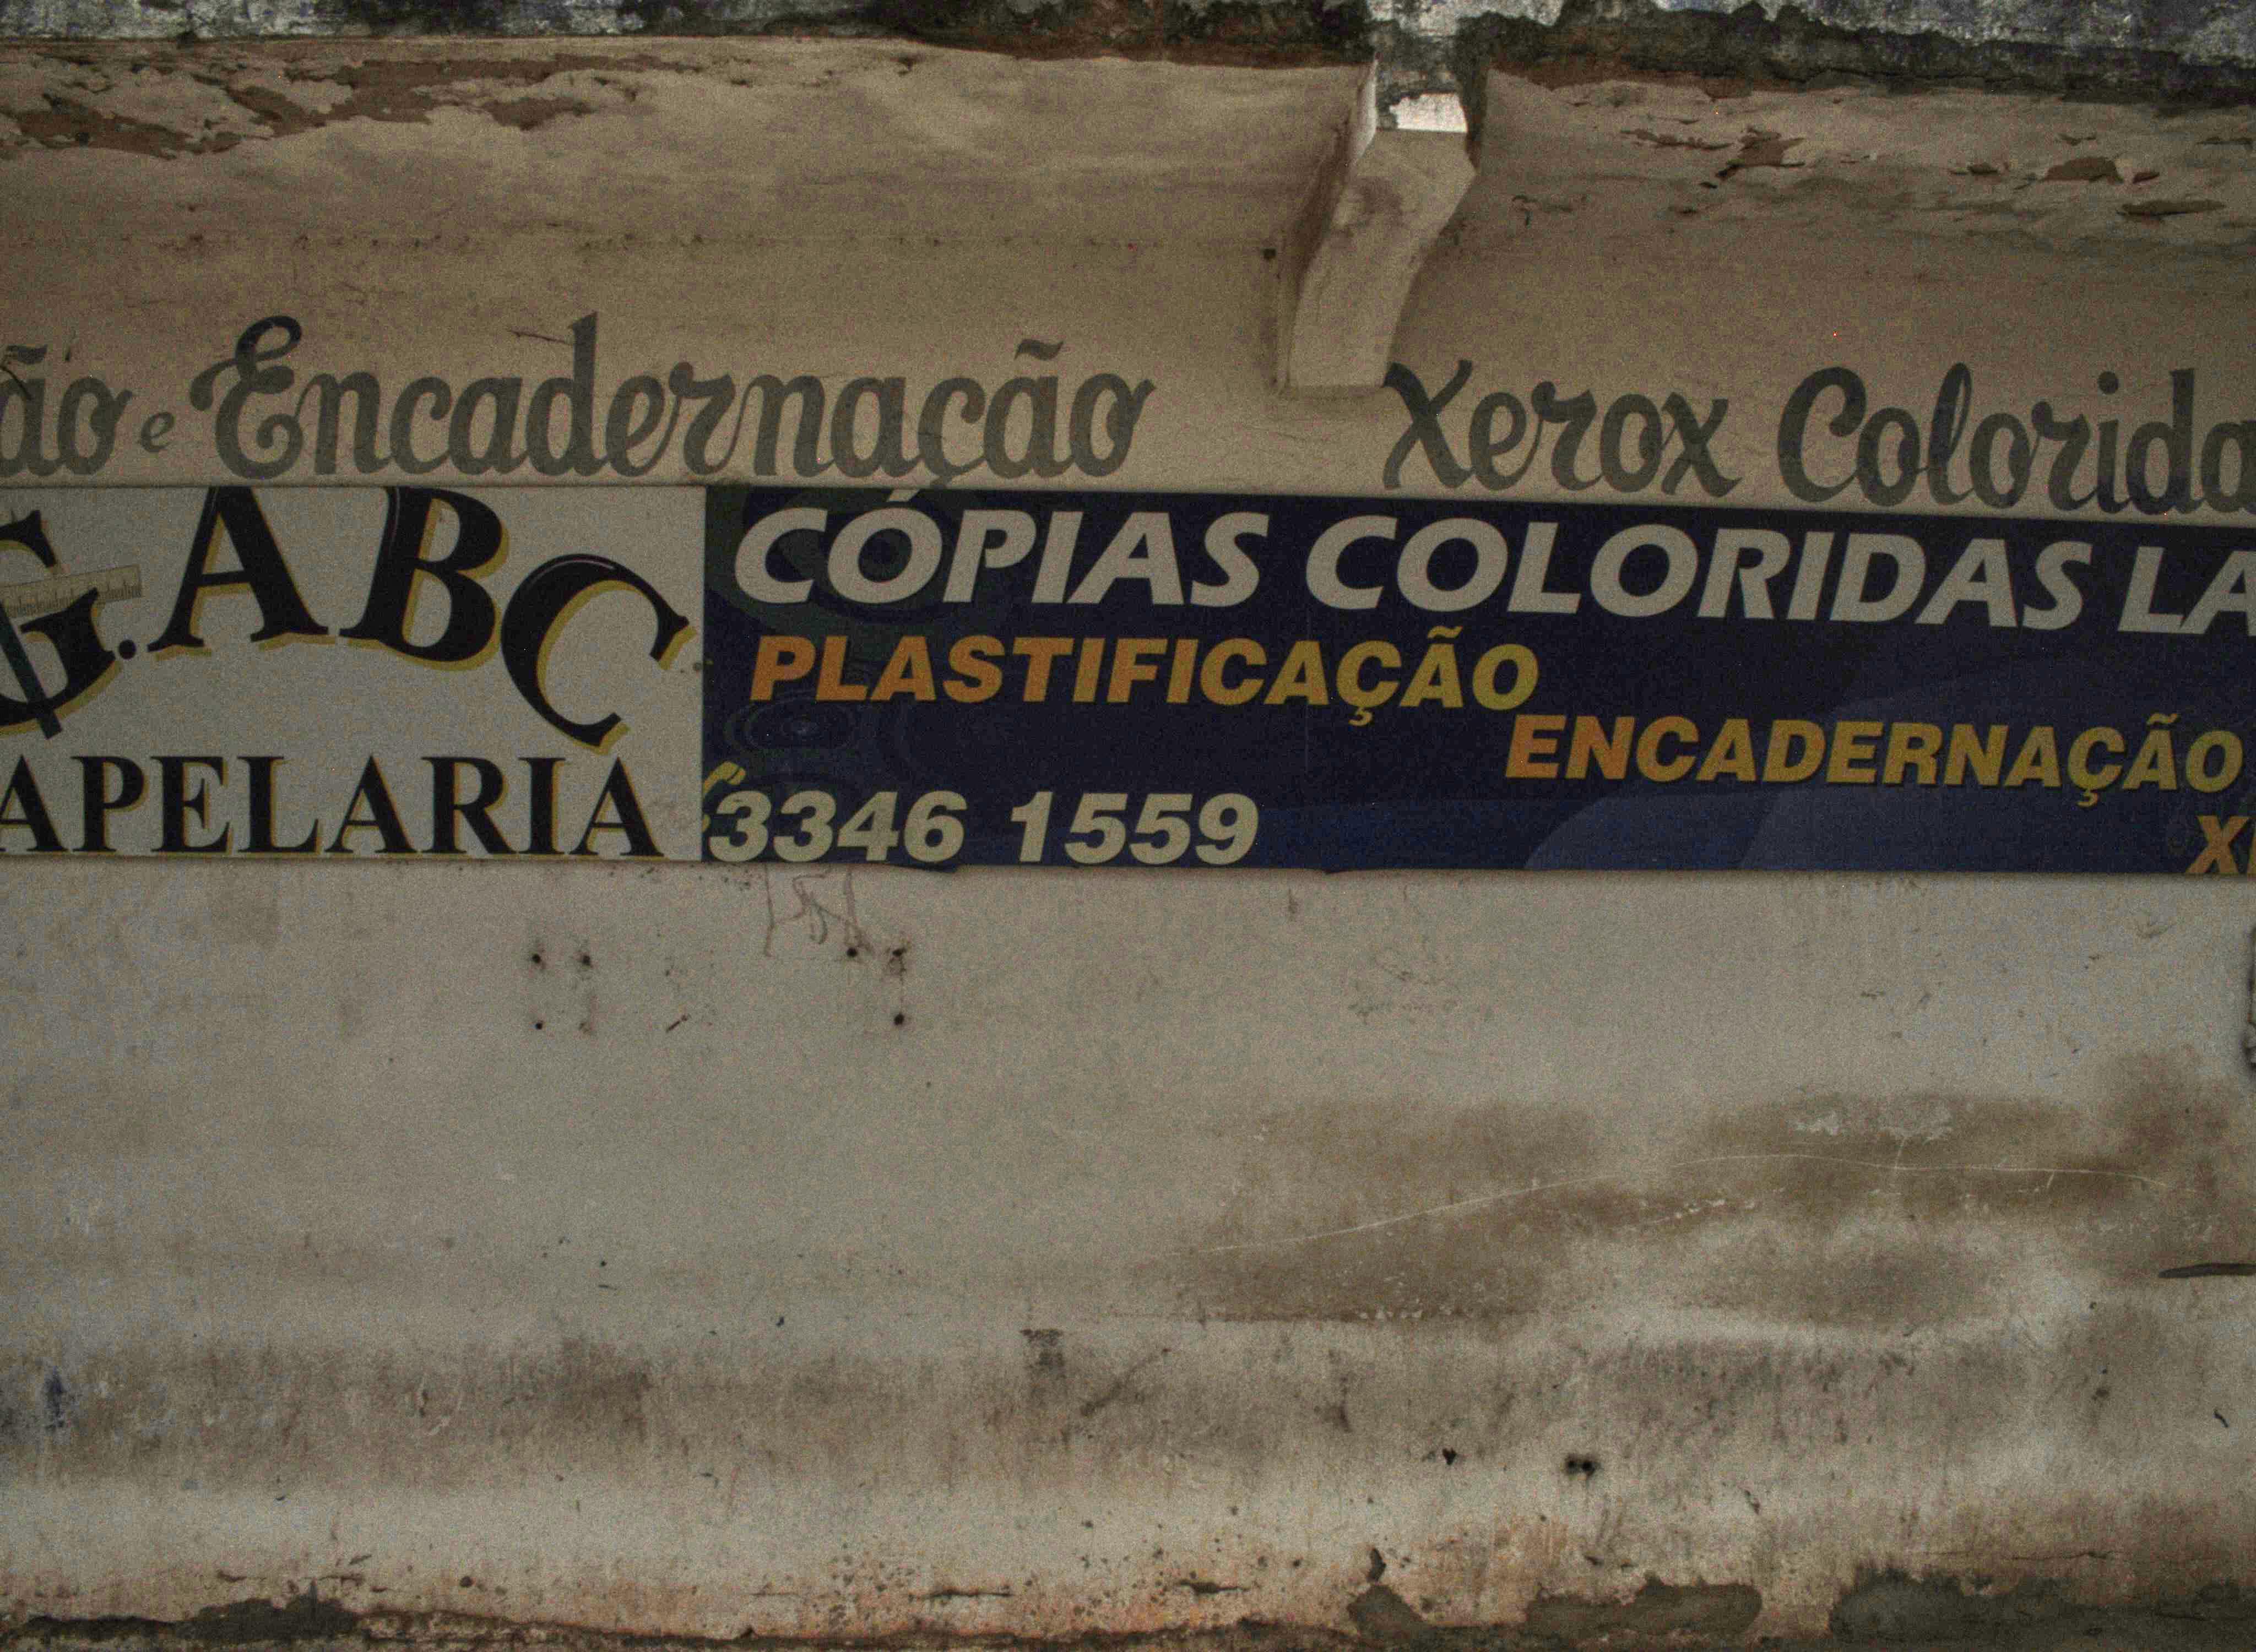 ão e Encadernação
Xerox Colorida
G.ABC
APELARIA
CÓPIAS COLORIDAS LA
PLASTIFICAÇÃO
ENCADERNAÇÃO
3346 1559